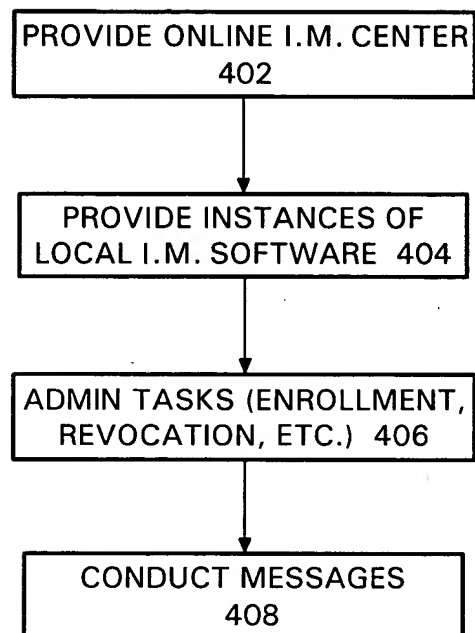 PROVIDE ONLINE I.M. CENTER
402
PROVIDE INSTANCES OF
LOCAL I.M. SOFTWARE 404
ADMIN TASKS (ENROLLMENT,
REVOCATION, ETC.) 406
CONDUCT MESSAGES
408